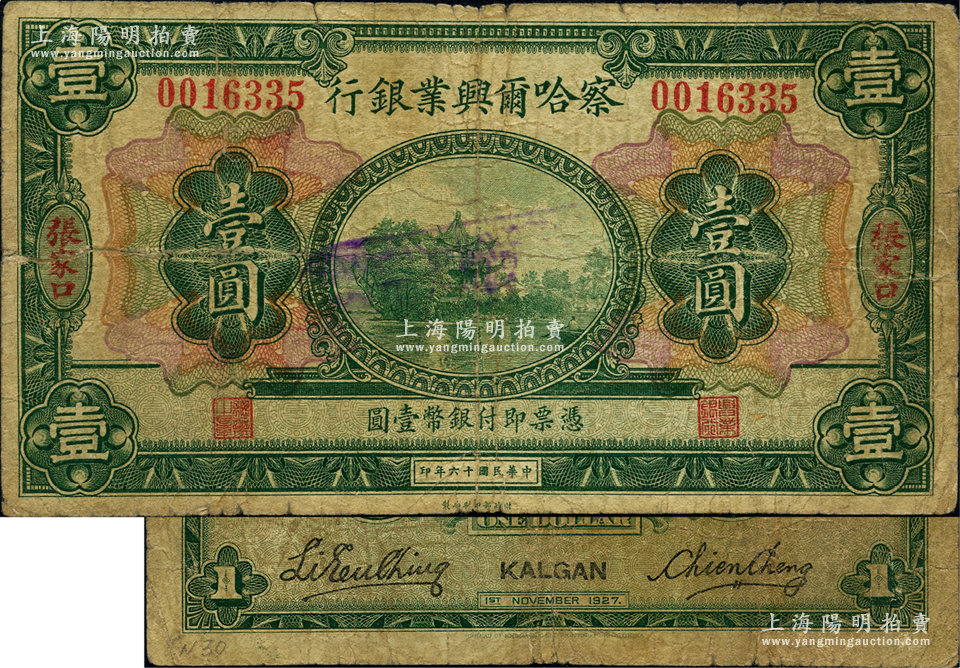 上海陽明拍賣
www.yangmingauction.com
壹
壹
0016335
行銀業興爾哈察
0016335
壹圓
壹圓
張家口
張家口
上海陽明拍賣
www.yangmingauction.com
圓壹幣銀付即票憑
壹
壹
印年六十國民華中
ONE DOLLAR
1
KALGAN
Chien Cheng
1
1ST NOVEMBER 1927.
N 30
上海陽明拍賣
www.yangmingauction.com